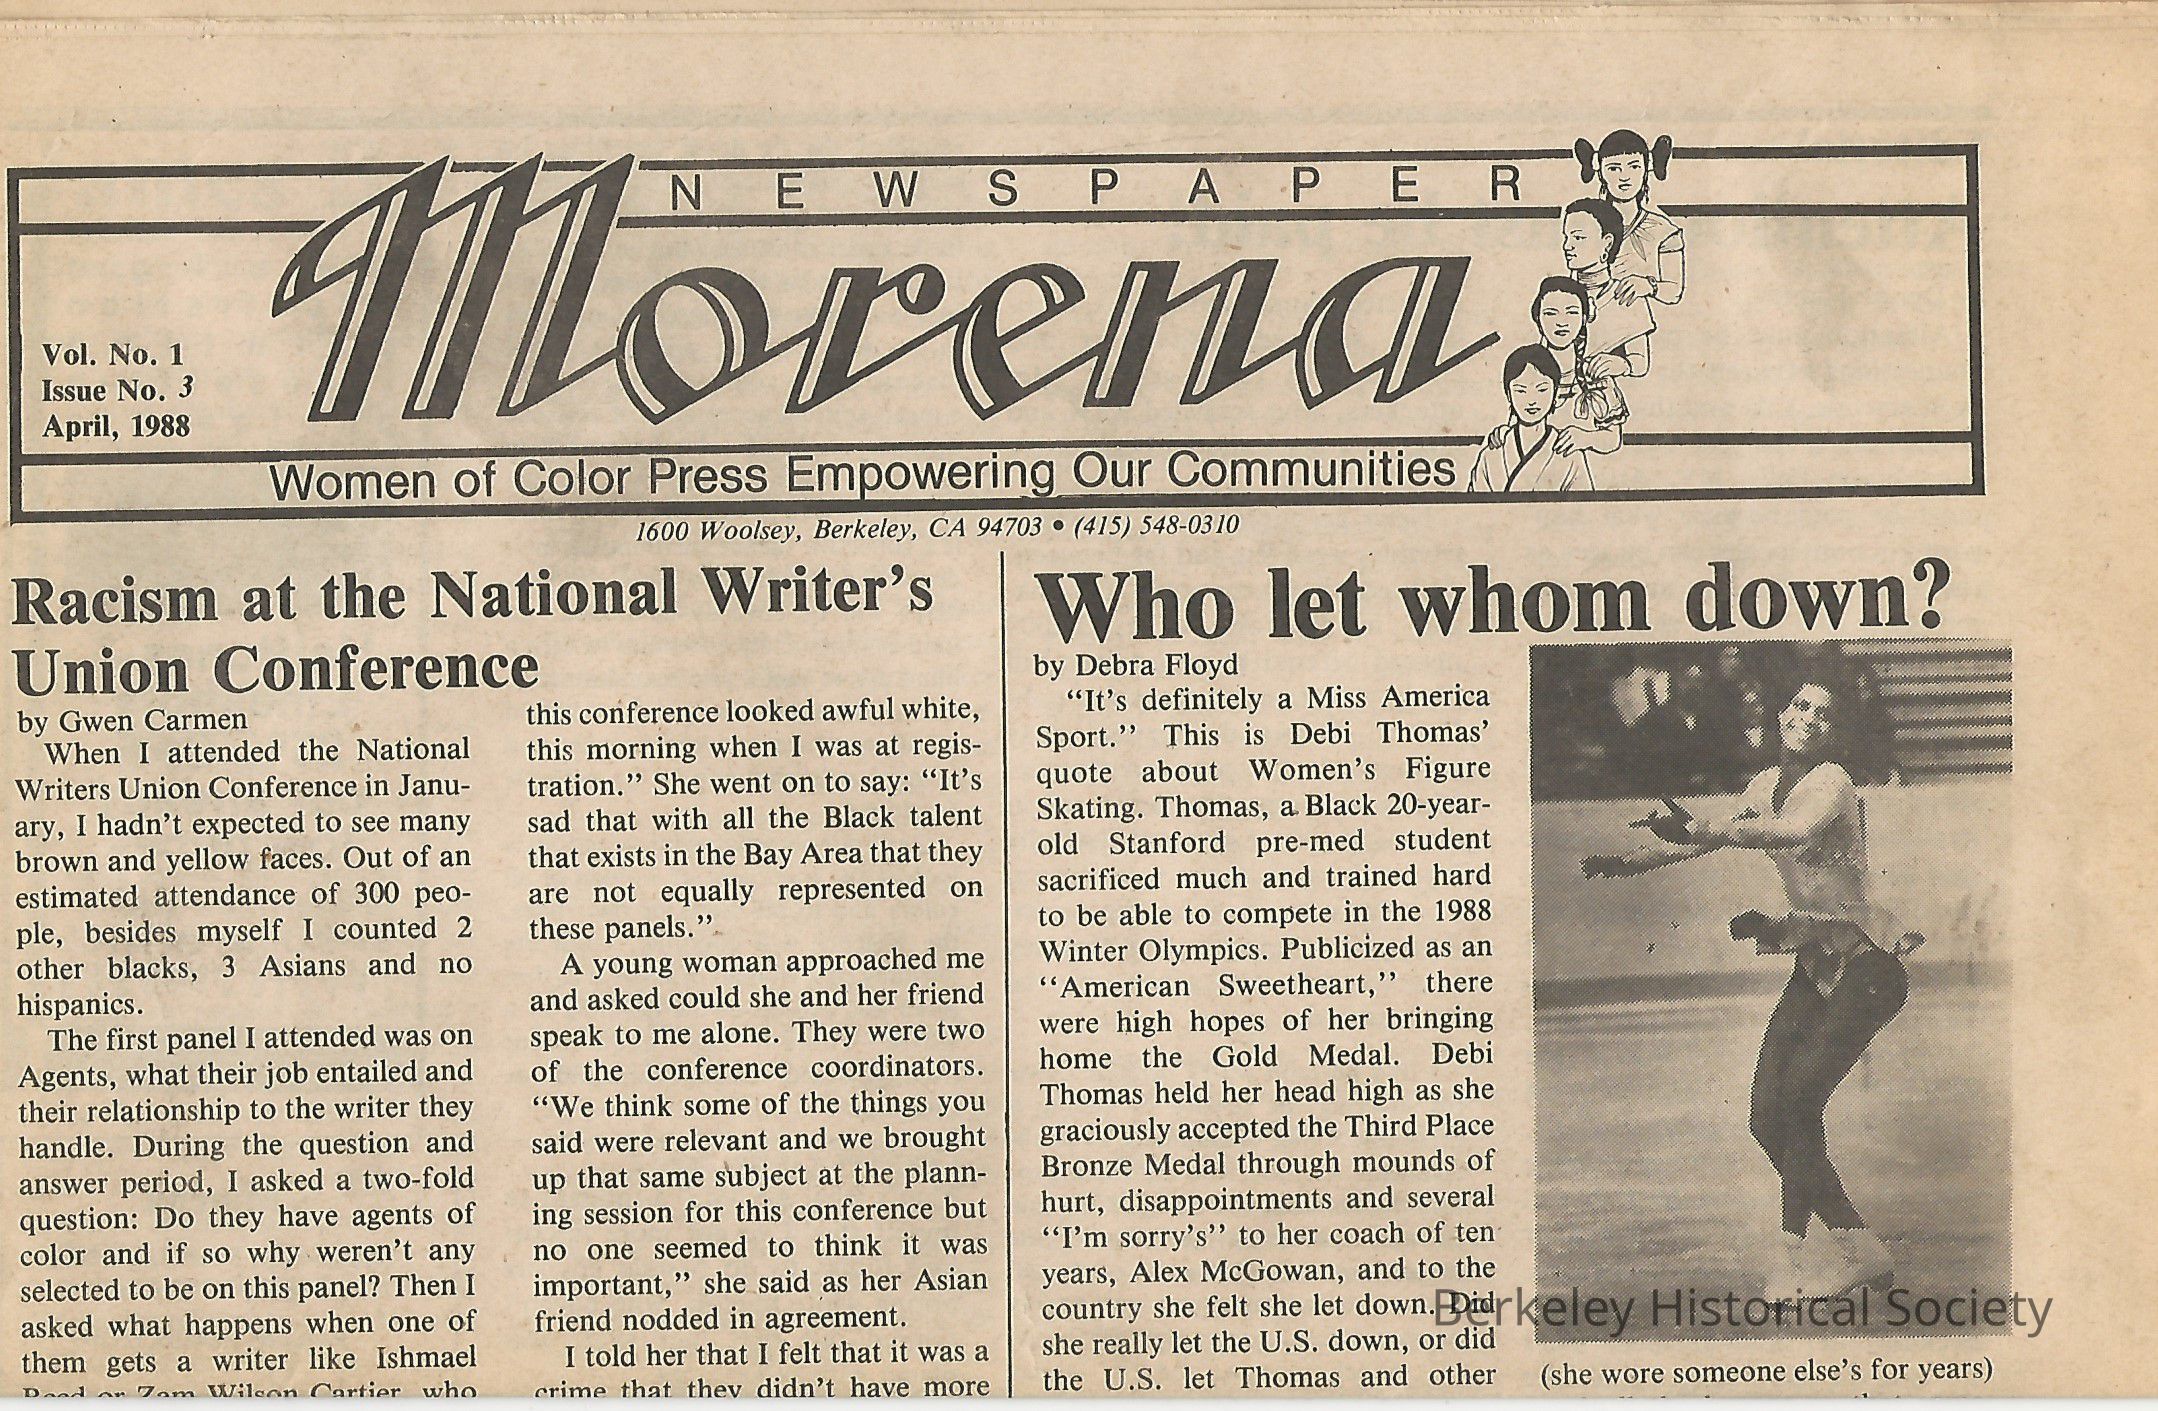 NEWSPAPER
Morena
Vol. No. 1
Issue No. 3
April, 1988
Women of Color Press Empowering Our Communities
1600 Woolsey, Berkeley, CA 94703 • (415) 548-0310
Racism at the National Writer's
Union Conference
by Gwen Carmen
When I attended the National
Writers Union Conference in Janu-
ary, I hadn't expected to see many
brown and yellow faces. Out of an
estimated attendance of 300 peo-
ple, besides myself I counted 2
other blacks, 3 Asians and no
hispanics.
The first panel I attended was on
Agents, what their job entailed and
their relationship to the writer they
handle. During the question and
answer period, I asked a two-fold
question: Do they have agents of
color and if so why weren't any
selected to be on this panel? Then I
asked what happens when one of
them gets a writer like Ishmael
Reed or Zam Wilson Cartier, who
this conference looked awful white,
this morning when I was at regis-
tration." She went on to say: "It's
sad that with all the Black talent
that exists in the Bay Area that they
are not equally represented on
these panels."
A young woman approached me
and asked could she and her friend
speak to me alone. They were two
of the conference coordinators.
"We think some of the things you
said were relevant and we brought
up that same subject at the plann-
ing session for this conference but
no one seemed to think it was
important," she said as her Asian
friend nodded in agreement.
I told her that I felt that it was a
crime that they didn't have more
Who let whom down?
by Debra Floyd
"It's definitely a Miss America
Sport." This is Debi Thomas'
quote about Women's Figure
Skating. Thomas, a Black 20-year-
old Stanford pre-med student
sacrificed much and trained hard
to be able to compete in the 1988
Winter Olympics. Publicized as an
"American Sweetheart," there
were high hopes of her bringing
home the Gold Medal. Debi
Thomas held her head high as she
graciously accepted the Third Place
Bronze Medal through mounds of
hurt, disappointments and several
"I'm sorry's" to her coach of ten
years, Alex McGowan, and to the
country she felt she let down. Did
she really let the U.S. down, or did
the U.S. let Thomas and other
(she wore someone else's for years)
Berkeley Historical Society